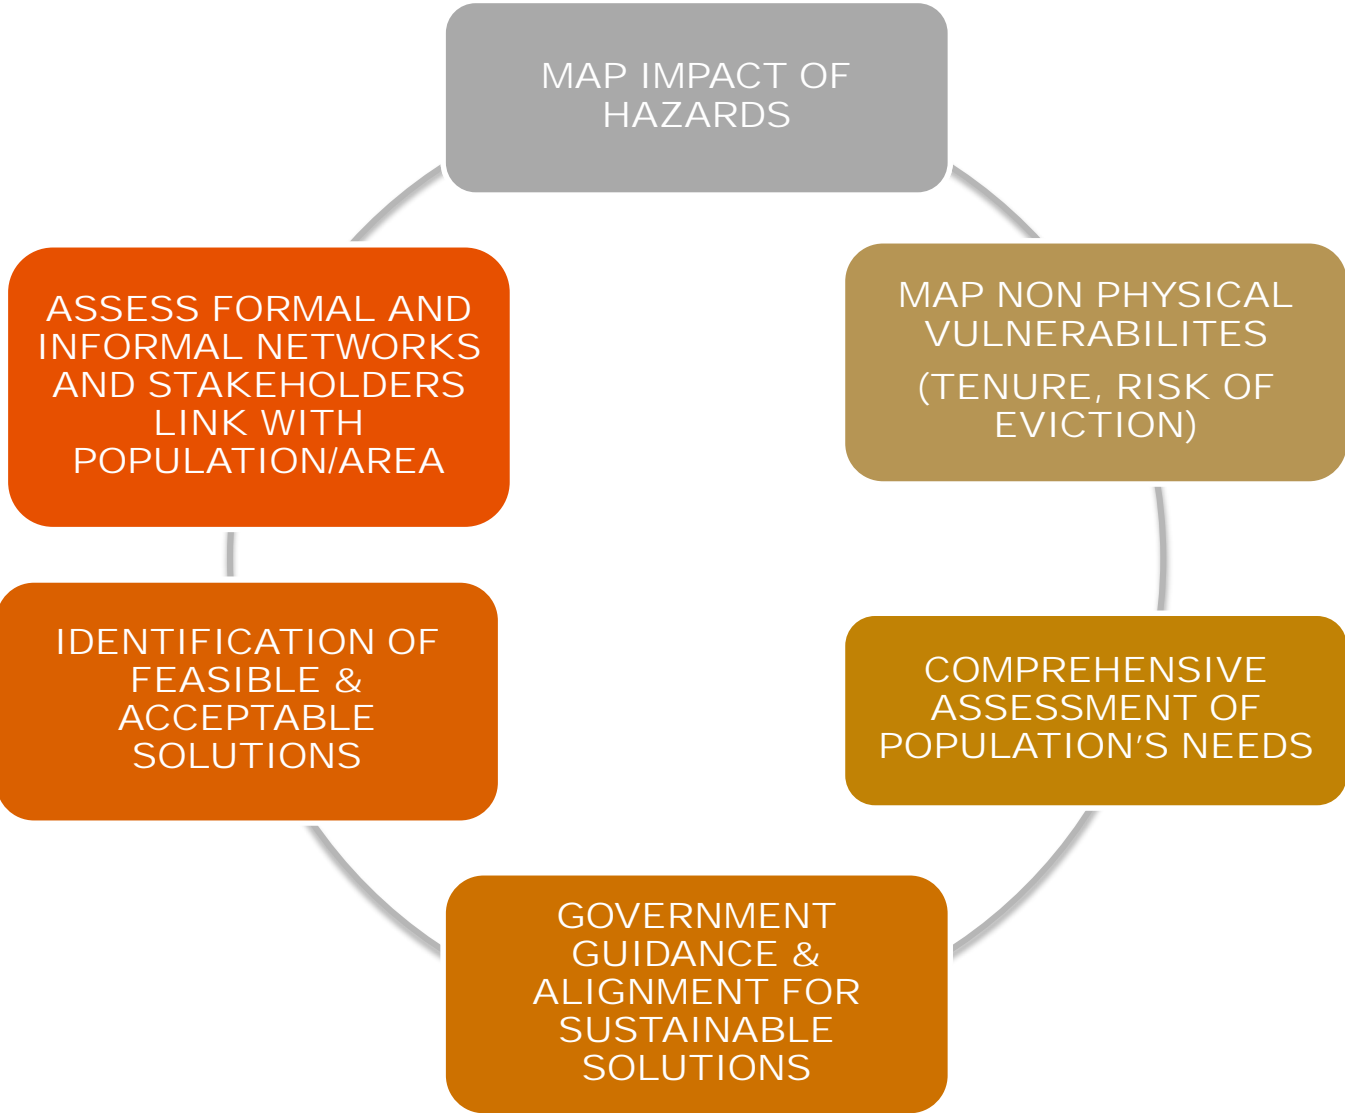 MAP IMPACT OF
HAZARDS
MAP NON PHYSICAL
VULNERABILITES
(TENURE, RISK OF
EVICTION)
COMPREHENSIVE
ASSESSMENT OF
POPULATION’S NEEDS
GOVERNMENT
GUIDANCE &
ALIGNMENT FOR
SUSTAINABLE
SOLUTIONS
IDENTIFICATION OF
FEASIBLE &
ACCEPTABLE
SOLUTIONS
ASSESS FORMAL AND
INFORMAL NETWORKS
AND STAKEHOLDERS
LINK WITH
POPULATION/AREA